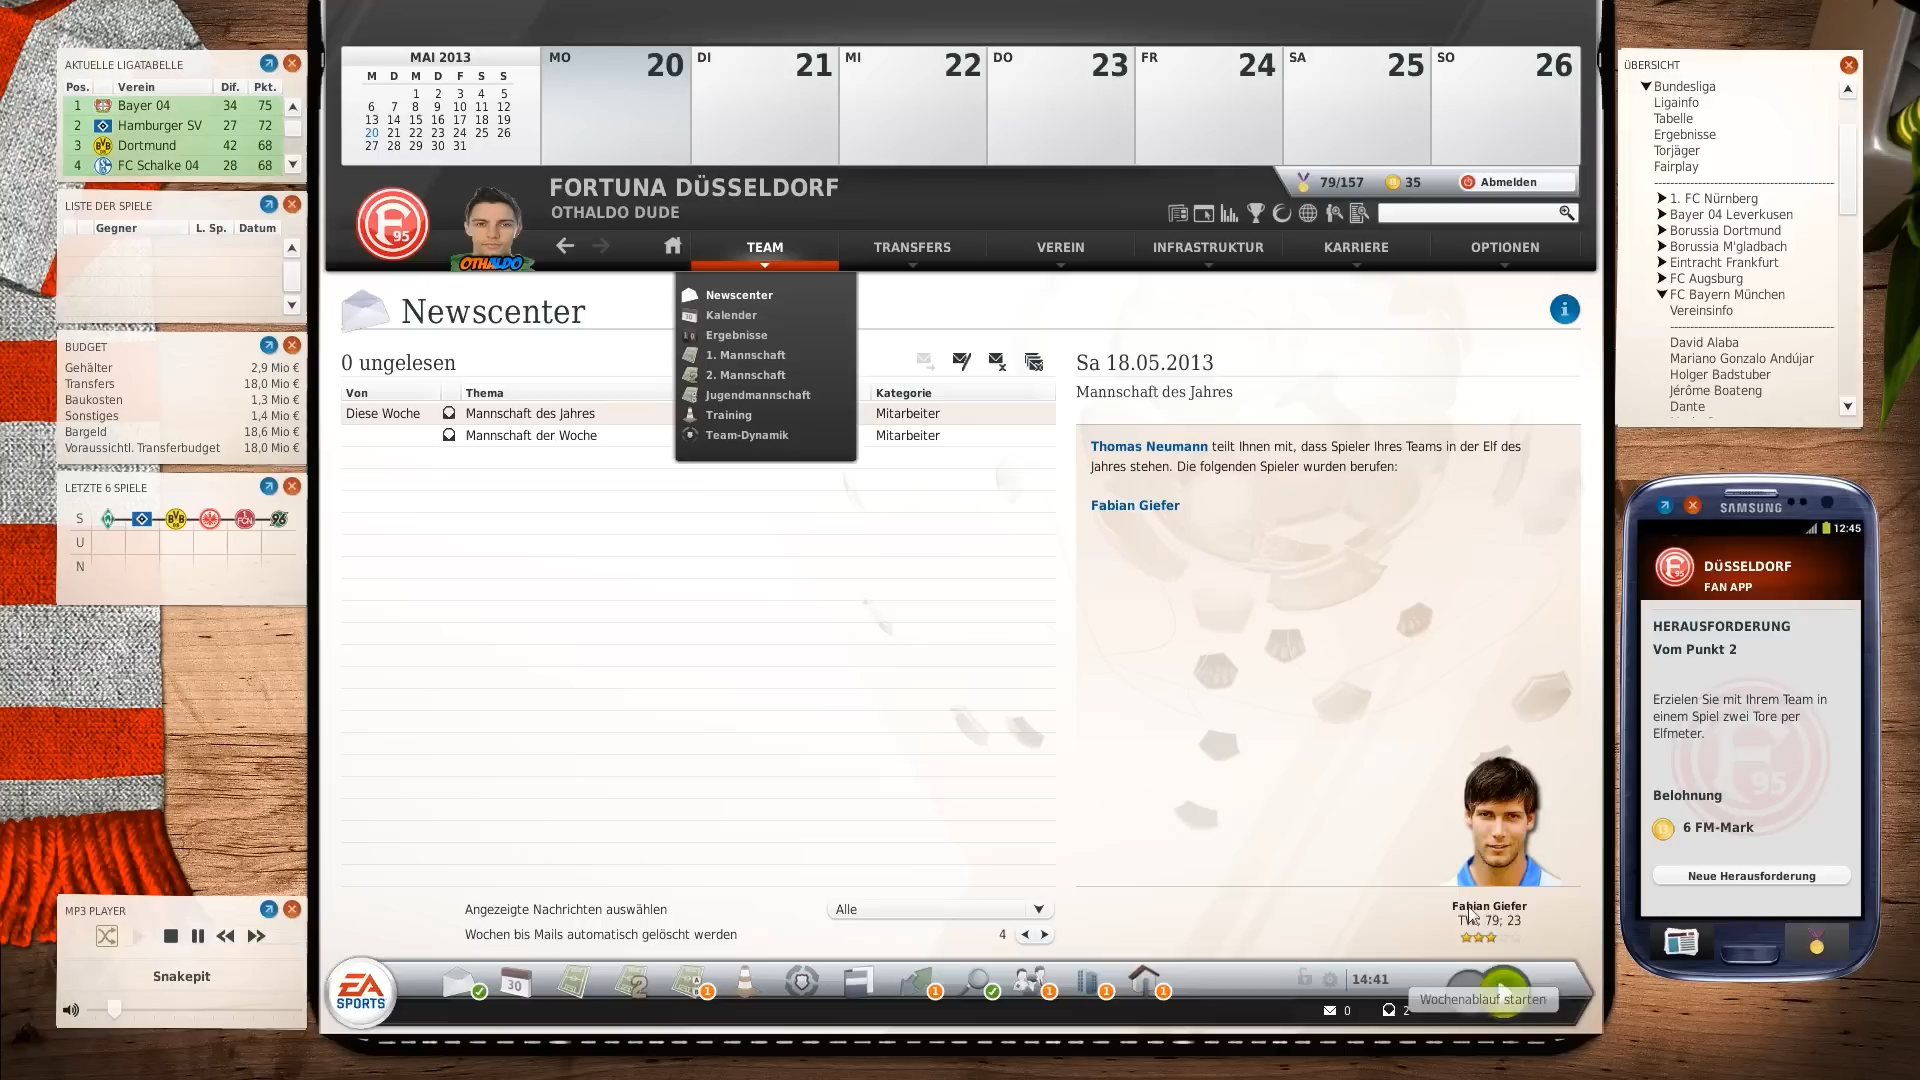 AKTUELLE LIGATABELLE
Pos. Verein Dif. Pkt.
1 Bayer 04 34 75
2 Hamburger SV 27 72
3 Dortmund 42 68
4 FC Schalke 04 28 68
LISTE DER SPIELE
Gegner L. Sp. Datum
BUDGET
Gehälter 2,9 Mio €
Transfers 18,0 Mio €
Baukosten 1,3 Mio €
Sonstiges 1,4 Mio €
Bargeld 18,6 Mio €
Voraussichtl. Transferbudget 18,0 Mio €
LETZTE 6 SPIELE
S
U
N
MP3 PLAYER
Snakepit
MAI 2013
M D M D F S S
1 2 3 4 5
6 7 8 9 10 11 12
13 14 15 16 17 18 19
20 21 22 23 24 25 26
27 28 29 30 31
MO 20
DI 21
MI 22
DO 23
FR 24
SA 25
SO 26
FORTUNA DÜSSELDORF
OTHALDO DUDE
F 95
OTHALDO
79/157
35
Abmelden
TEAM
TRANSFERS
VEREIN
INFRASTRUKTUR
KARRIERE
OPTIONEN
Newscenter
Kalender
Ergebnisse
1. Mannschaft
2. Mannschaft
Jugendmannschaft
Training
Team-Dynamik
Newscenter
0 ungelesen
Von Thema Kategorie
Diese Woche Mannschaft des Jahres Mitarbeiter
Mannschaft der Woche Mitarbeiter
Angezeigte Nachrichten auswählen Alle
Wochen bis Mails automatisch gelöscht werden 4
Sa 18.05.2013
Mannschaft des Jahres
Thomas Neumann teilt Ihnen mit, dass Spieler Ihres Teams in der Elf des
Jahres stehen. Die folgenden Spieler wurden berufen:
Fabian Giefer
Fabian Giefer
79; 23
EA SPORTS
30
2
1
1
1
1
1
14:41
Wochenablauf starten
0
2
ÜBERSICHT
Bundesliga
Ligainfo
Tabelle
Ergebnisse
Torjäger
Fairplay
1. FC Nürnberg
Bayer 04 Leverkusen
Borussia Dortmund
Borussia M'gladbach
Eintracht Frankfurt
FC Augsburg
FC Bayern München
Vereinsinfo
David Alaba
Mariano Gonzalo Andújar
Holger Badstuber
Jérôme Boateng
Dante
SAMSUNG
12:45
DÜSSELDORF
FAN APP
HERAUSFORDERUNG
Vom Punkt 2
Erzielen Sie mit Ihrem Team in
einem Spiel zwei Tore per
Elfmeter.
Belohnung
6 FM-Mark
Neue Herausforderung